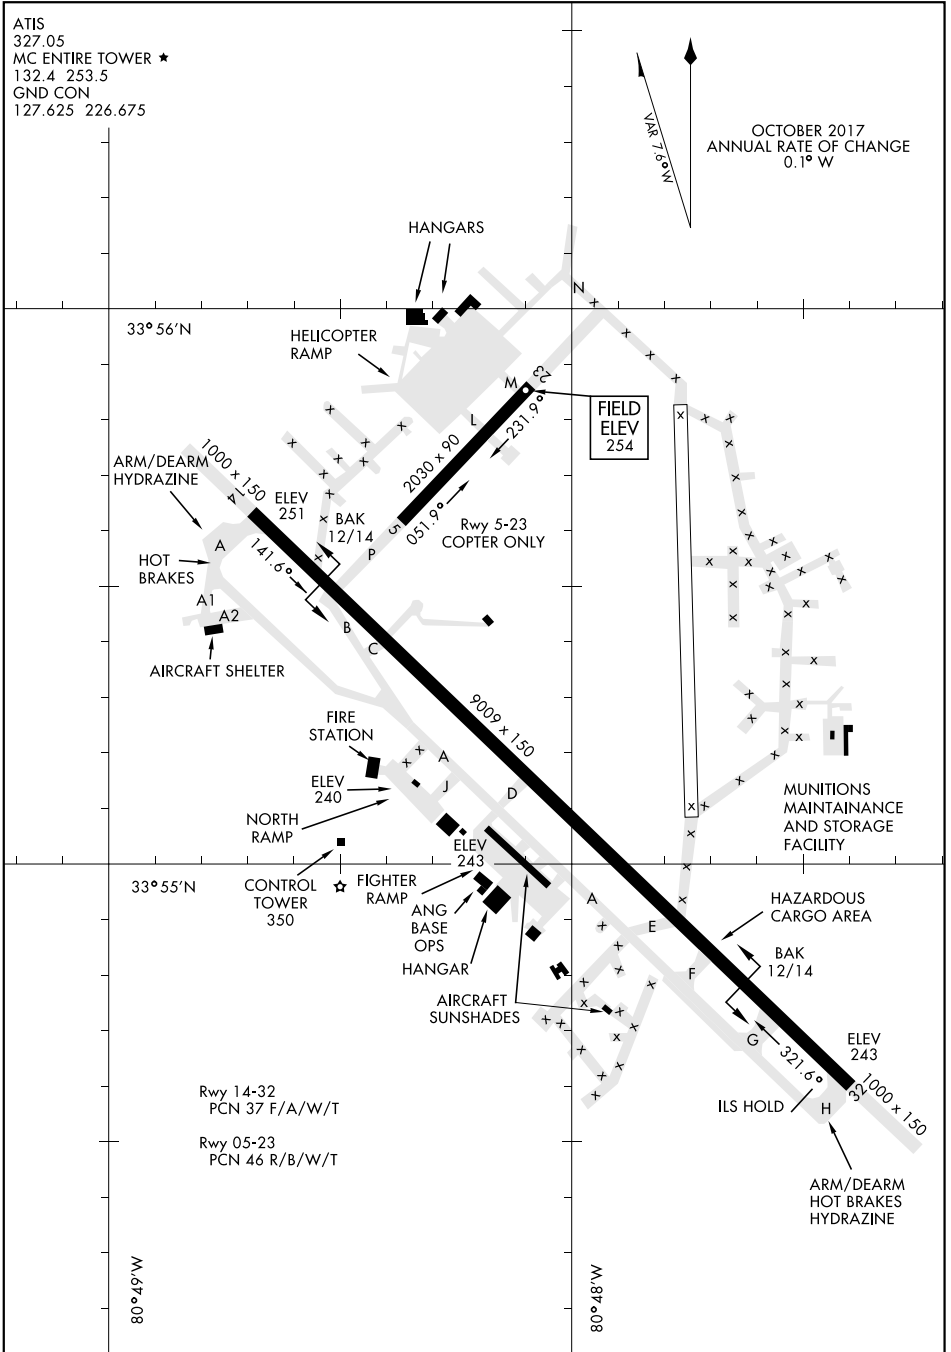 ATIS
327.05
MC ENTIRE TOWER ★
132.4 253.5
GND CON
127.625 226.675
VAR 7.6° W
OCTOBER 2017
ANNUAL RATE OF CHANGE
0.1° W
HANGARS
N
33° 56'N
HELICOPTER
RAMP
M
23
FIELD
ELEV
254
L
231.9°
2030 x 90
051.9°
5
Rwy 5-23
COPTER ONLY
ARM/DEARM
HYDRAZINE
1000 x 150
14
ELEV
251
BAK
12/14
P
A
141.6°
HOT
BRAKES
A1
A2
B
C
AIRCRAFT SHELTER
9009 x 150
FIRE
STATION
A
J
D
ELEV
240
NORTH
RAMP
MUNITIONS
MAINTAINANCE
AND STORAGE
FACILITY
ELEV
243
33° 55'N
CONTROL
TOWER
350
FIGHTER
RAMP
ANG
BASE
OPS
HANGAR
A
E
HAZARDOUS
CARGO AREA
F
BAK
12/14
AIRCRAFT
SUNSHADES
G
321.6°
ELEV
243
32
1000 x 150
ILS HOLD
H
Rwy 14-32
PCN 37 F/A/W/T
Rwy 05-23
PCN 46 R/B/W/T
ARM/DEARM
HOT BRAKES
HYDRAZINE
80° 49'W
80° 48'W